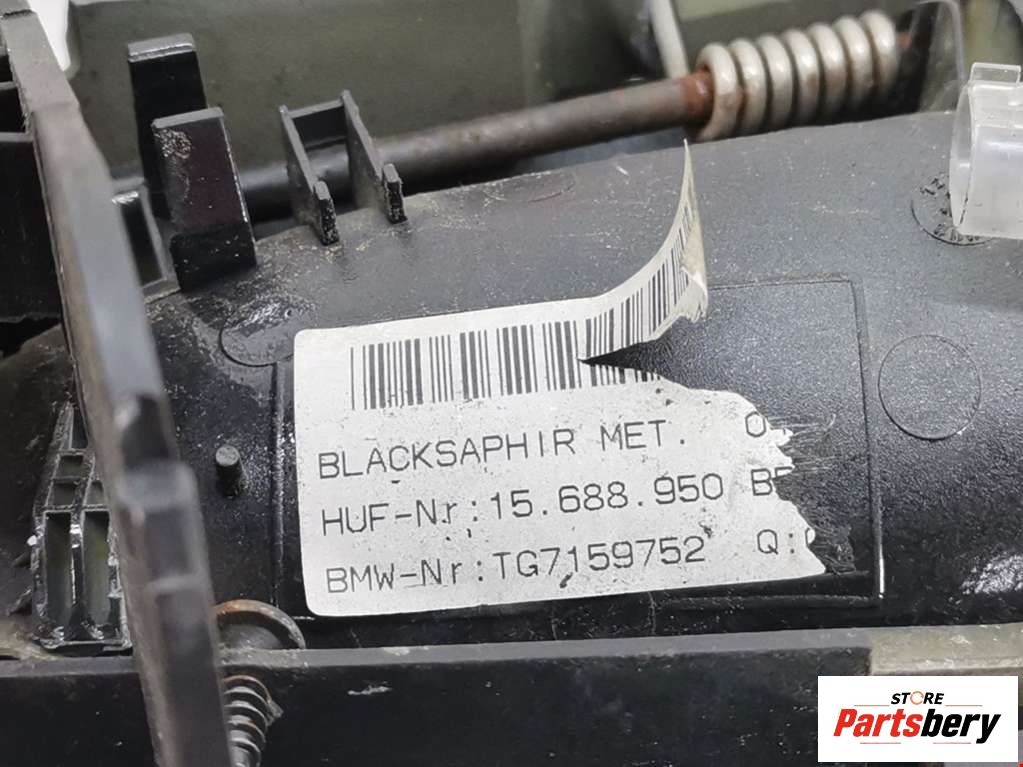 BLACKSAPHIR MET.
HUF-Nr:15.688.950
BMW-Nr:TG7159752 Q:
STORE
Partsbery